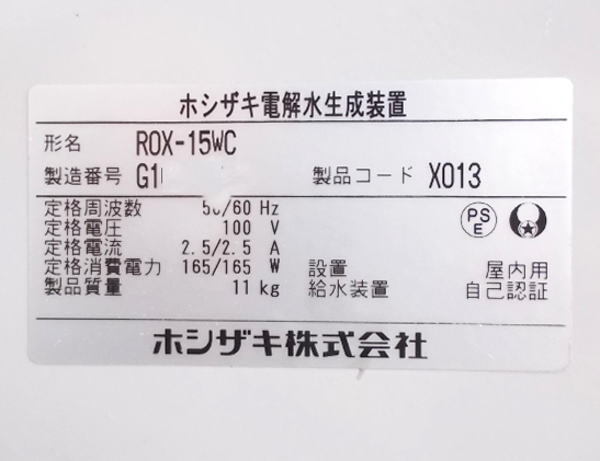 ホシザキ電解水生成装置
形名 ROX-15WC
製造番号 G1 製品コード X013
定格周波数 50/60 Hz
定格電圧 100 V
定格電流 2.5/2.5 A
定格消費電力 165/165 W 設置 屋内用
製品質量 11 kg 給水装置 自己認証
PS
E
ホシザキ株式会社